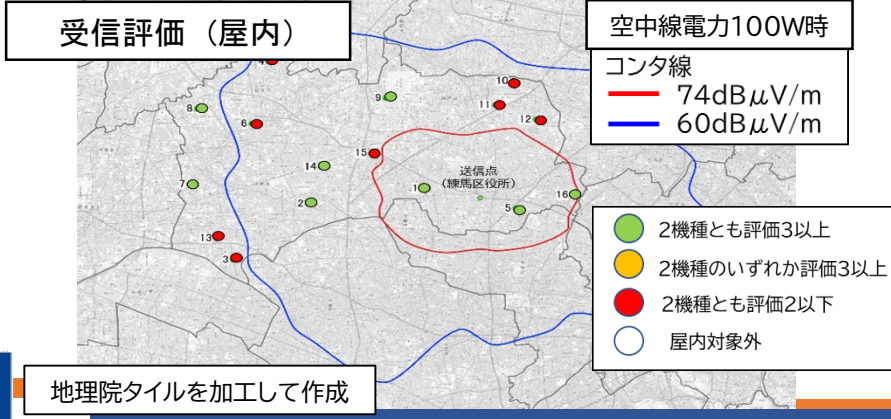 受信評価 （屋内）
空中線電力100W時
コンタ線
74dBμV/m
60dBμV/m
4
10
9
11
8
12
6
15
14
送信点
(練馬区役所)
7
1
16
2
5
13
3
2機種とも評価3以上
2機種のいずれか評価3以上
2機種とも評価2以下
屋内対象外
地理院タイルを加工して作成